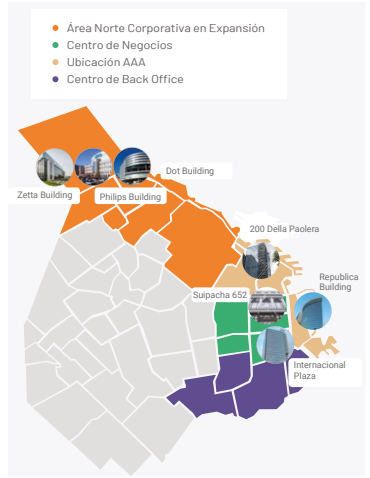 Área Norte Corporativa en Expansión
Centro de Negocios
Ubicación AAA
Centro de Back Office
Dot Building
Zetta Building
Philips Building
200 Della Paolera
Republica
Building
Suipacha 652
Internacional
Plaza